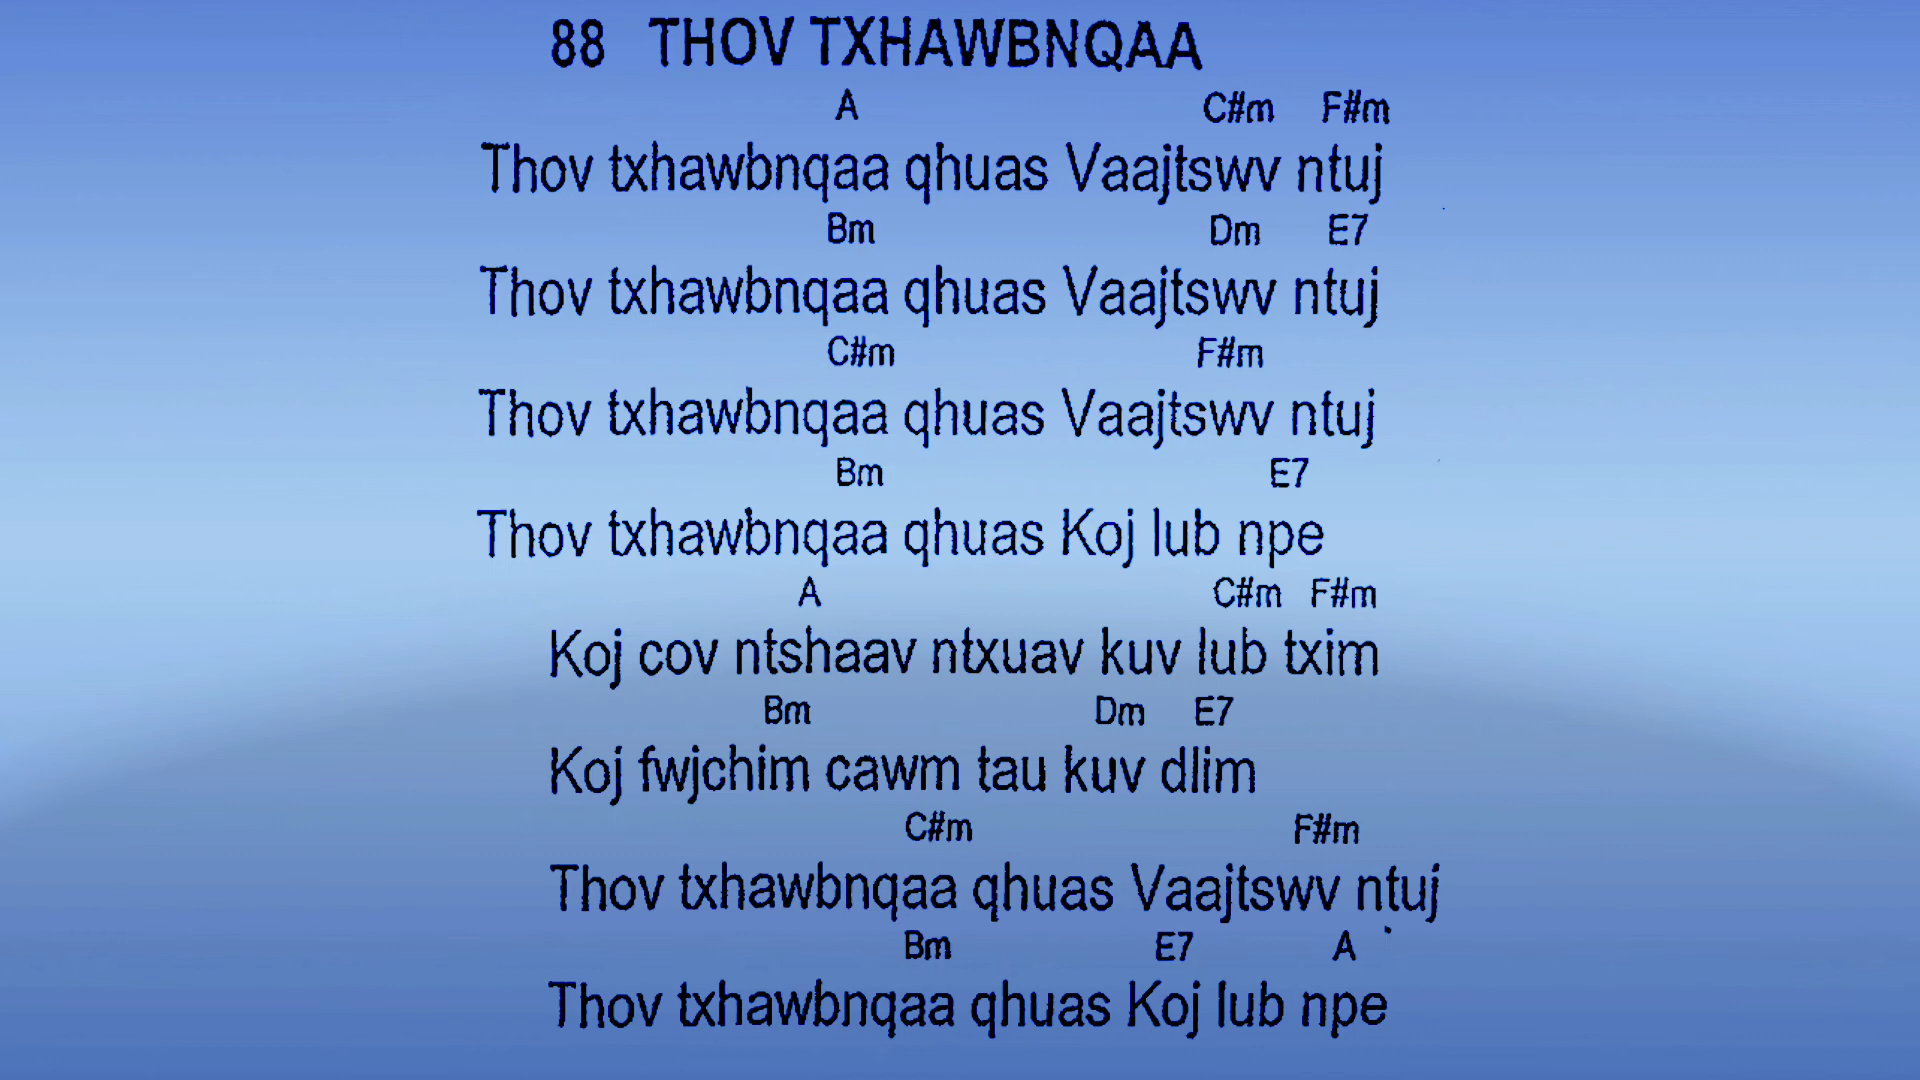 88 THOV TXHAWBNQAA
A C#m F#m
Thov txhawbnqaa qhuas Vaajtswv ntuj
Bm Dm E7
Thov txhawbnqaa qhuas Vaajtswv ntuj
C#m F#m
Thov txhawbnqaa qhuas Vaajtswv ntuj
Bm E7
Thov txhawbnqaa qhuas Koj lub npe
A C#m F#m
Koj cov ntshaav ntxuav kuv lub txim
Bm Dm E7
Koj fwjchim cawm tau kuv dlim
C#m F#m
Thov txhawbnqaa qhuas Vaajtswv ntuj
Bm E7 A
Thov txhawbnqaa qhuas Koj lub npe